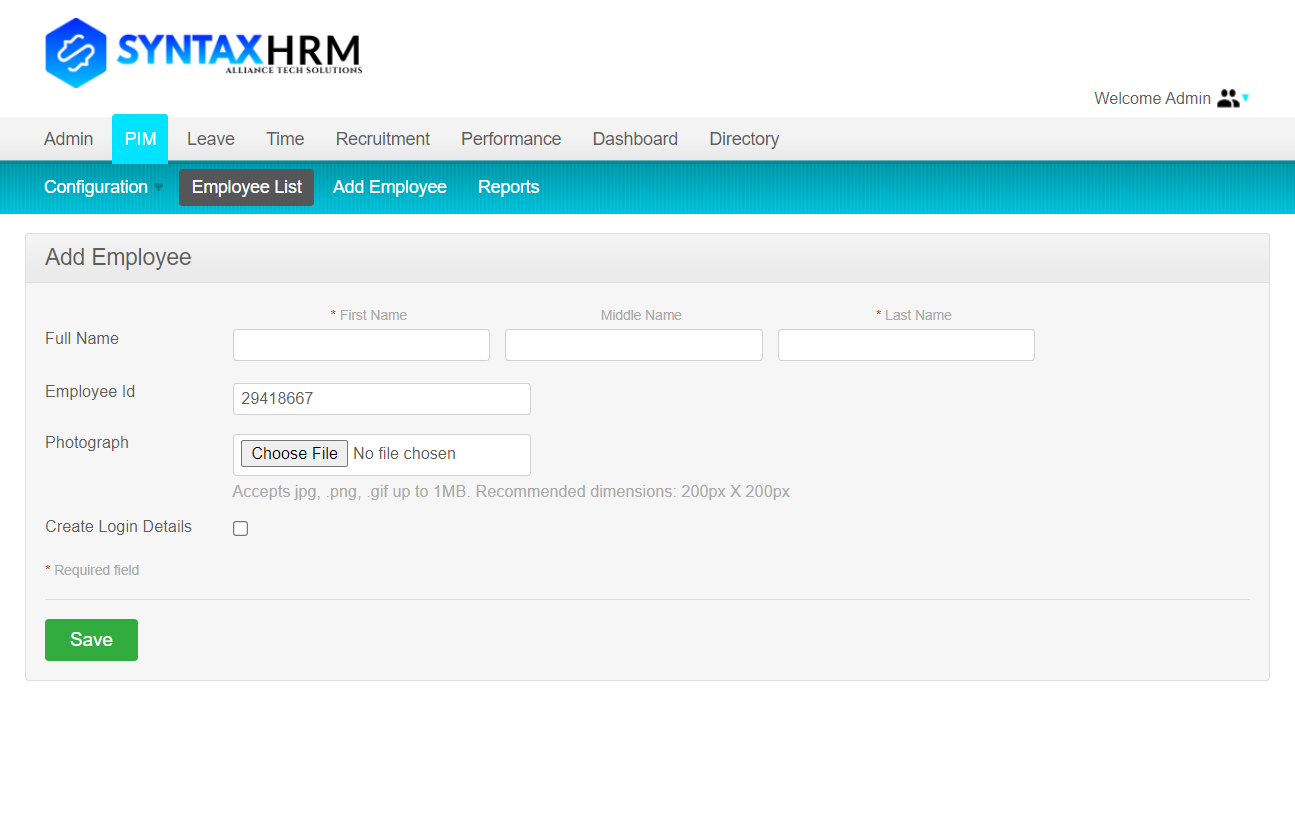 SYNTAXHRM
ALLIANCE TECH SOLUTIONS
Welcome Admin
Admin PIM Leave Time Recruitment Performance Dashboard Directory
Configuration Employee List Add Employee Reports
Add Employee
* First Name Middle Name * Last Name
Full Name
Employee Id 29418667
Photograph Choose File No file chosen
Accepts jpg, .png, .gif up to 1MB. Recommended dimensions: 200px X 200px
Create Login Details
* Required field
Save